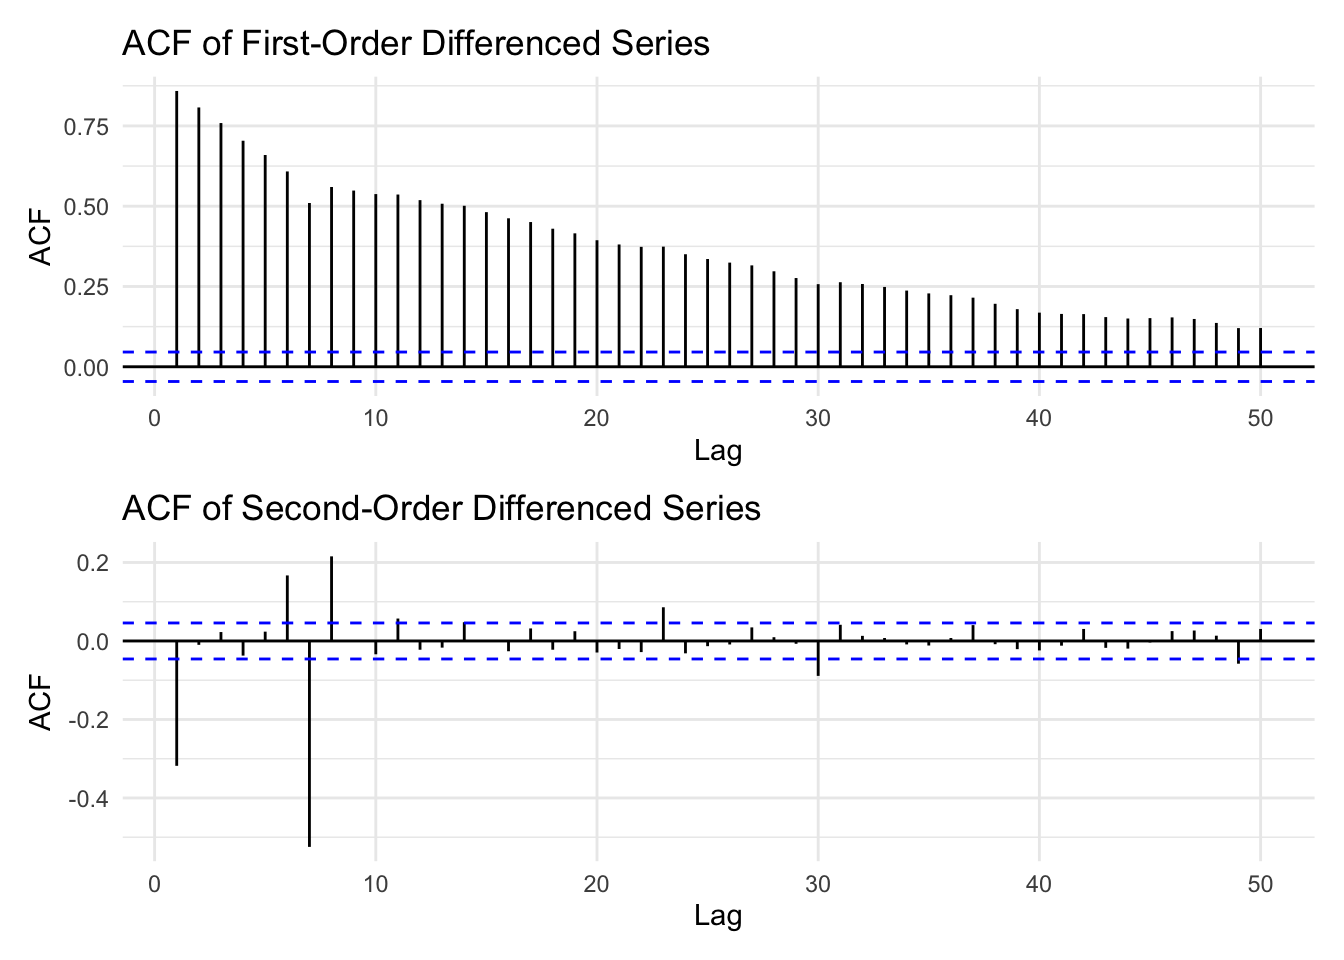 ACF of First-Order Differenced Series
0.75
0.50
0.25
0.00
ACF
0 10 20 30 40 50
Lag
ACF of Second-Order Differenced Series
0.2
0.0
-0.2
-0.4
ACF
0 10 20 30 40 50
Lag